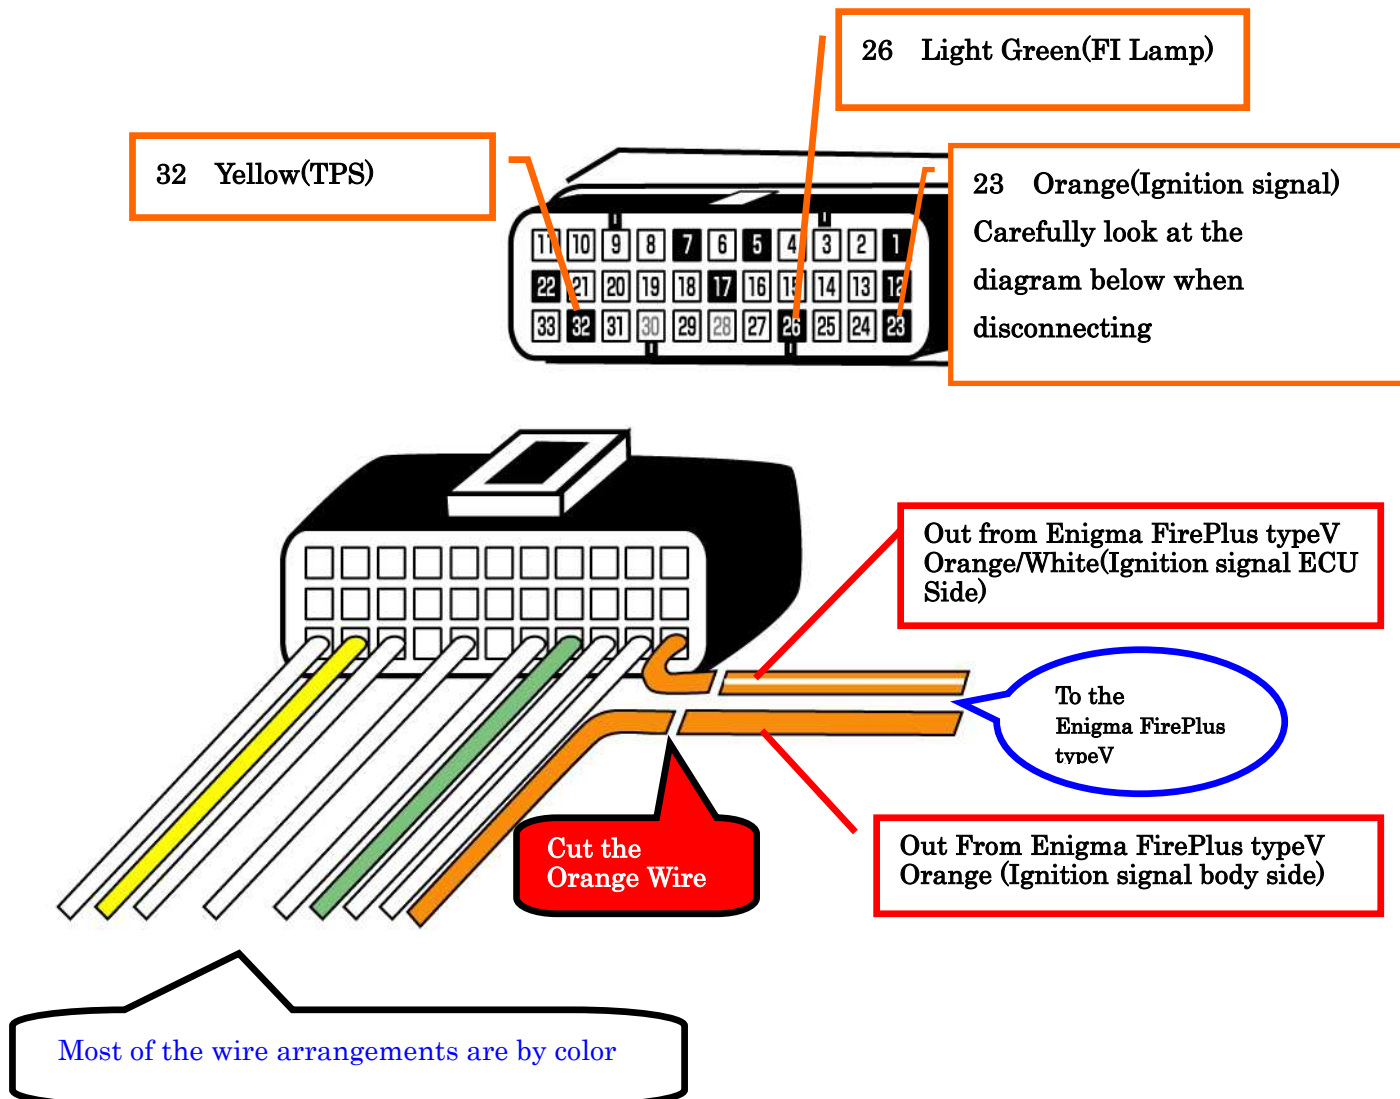 26 Light Green(FI Lamp)
32 Yellow(TPS)
23 Orange(Ignition signal)
Carefully look at the
diagram below when
disconnecting
11 10 9 8 7 6 5 4 3 2 1
22 21 20 19 18 17 16 15 14 13 12
33 32 31 30 29 28 27 26 25 24 23
Out from Enigma FirePlus typeV
Orange/White(Ignition signal ECU
Side)
To the
Enigma FirePlus
typeV
Cut the
Orange Wire
Out From Enigma FirePlus typeV
Orange (Ignition signal body side)
Most of the wire arrangements are by color